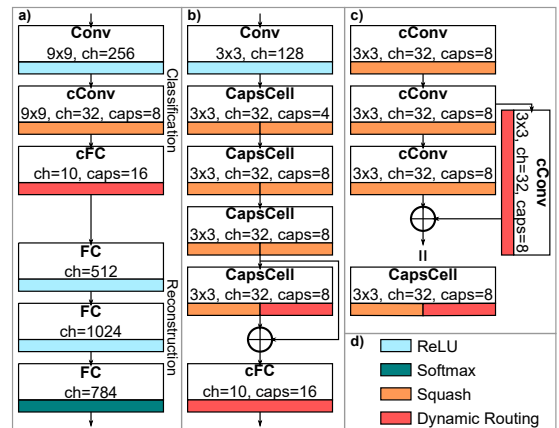 a)
Conv
9x9, ch=256
cConv
9x9, ch=32, caps=8
cFC
ch=10, caps=16
Classification
FC
ch=512
FC
ch=1024
FC
ch=784
Reconstruction
b)
Conv
3x3, ch=128
CapsCell
3x3, ch=32, caps=4
CapsCell
3x3, ch=32, caps=8
CapsCell
3x3, ch=32, caps=8
CapsCell
3x3, ch=32, caps=8
cFC
ch=10, caps=16
c)
cConv
3x3, ch=32, caps=8
cConv
3x3, ch=32, caps=8
cConv
3x3, ch=32, caps=8
cConv
3x3, ch=32, caps=8
=
CapsCell
3x3, ch=32, caps=8
d)
ReLU
Softmax
Squash
Dynamic Routing